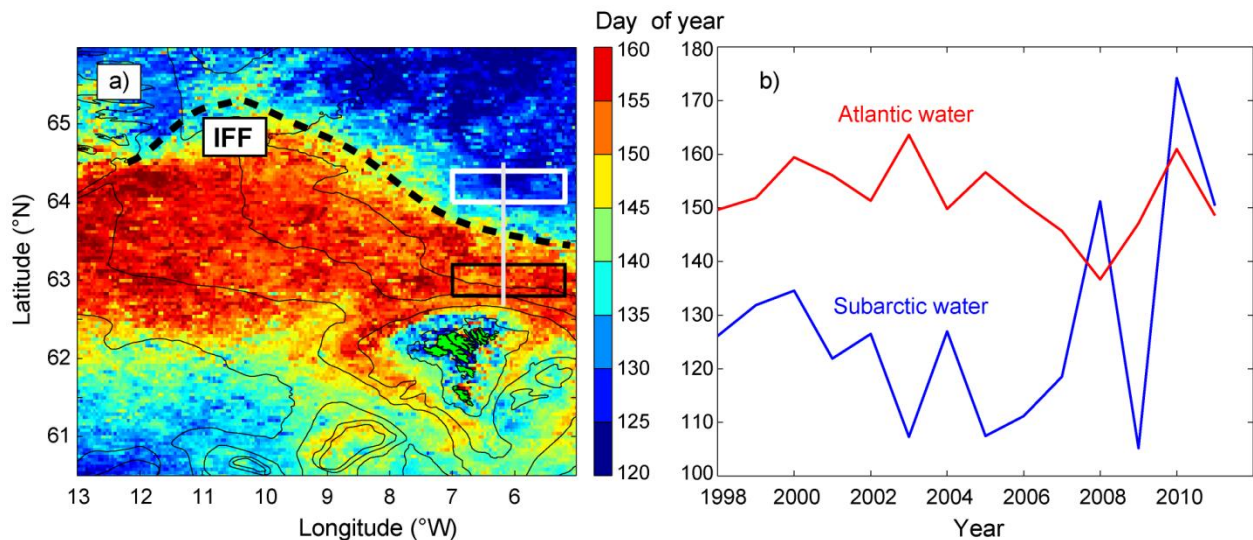 Day of year
a)
IFF
65
64
63
62
61
13 12 11 10 9 8 7 6
Longitude (°W)
Latitude (°N)
160
155
150
145
140
135
130
125
120
b)
Atlantic water
Subarctic water
180
170
160
150
140
130
120
110
100
1998 2000 2002 2004 2006 2008 2010
Year